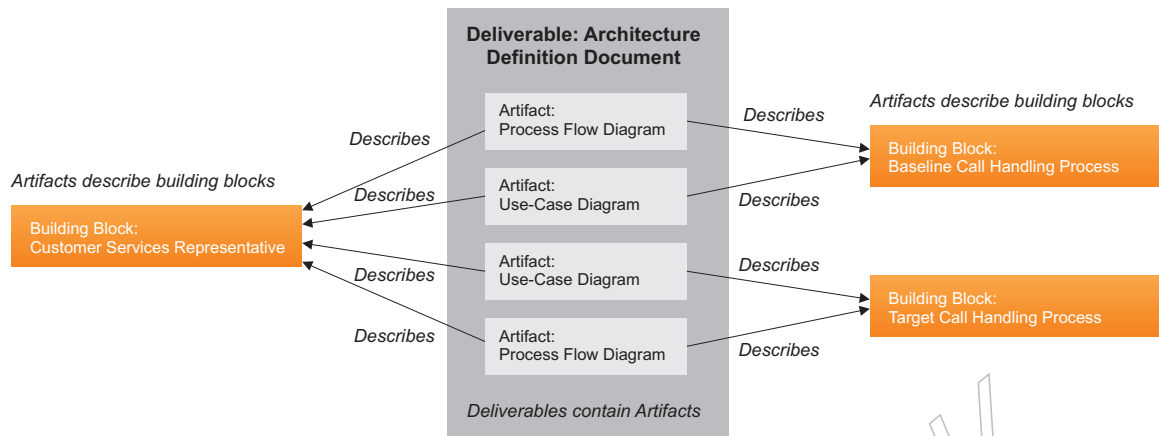 Deliverable: Architecture
Definition Document
Artifacts describe building blocks
Building Block:
Customer Services Representative
Describes
Describes
Describes
Describes
Artifact:
Process Flow Diagram
Artifact:
Use-Case Diagram
Artifact:
Use-Case Diagram
Artifact:
Process Flow Diagram
Deliverables contain Artifacts
Describes
Describes
Describes
Describes
Artifacts describe building blocks
Building Block:
Baseline Call Handling Process
Building Block:
Target Call Handling Process